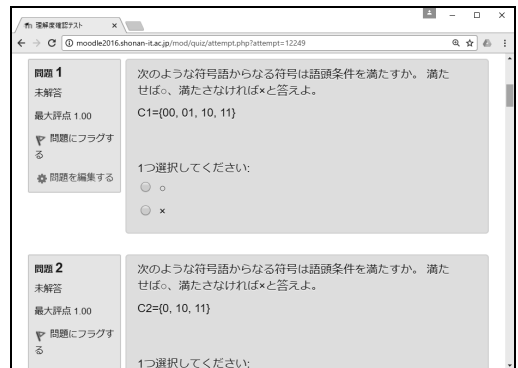 理解度確認テスト
moodle2016.shonan-it.ac.jp/mod/quiz/attempt.php?attempt=12249
問題 1
未解答
最大評点 1.00
問題にフラグす
る
問題を編集する
次のような符号語からなる符号は語頭条件を満たすか。 満た
せば○、満たさなければ×と答えよ。
C1={00, 01, 10, 11}
1つ選択してください:
○
×
問題 2
未解答
最大評点 1.00
問題にフラグす
る
次のような符号語からなる符号は語頭条件を満たすか。 満た
せば○、満たさなければ×と答えよ。
C2={0, 10, 11}
1つ選択してください: